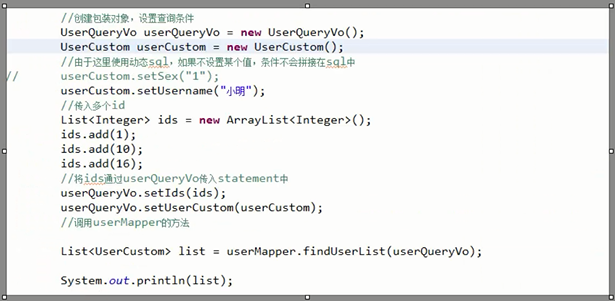 //创建包装对象，设置查询条件
UserQueryVo userQueryVo = new UserQueryVo();
UserCustom userCustom = new UserCustom();
//由于这里使用动态sql，如果不设置某个值，条件不会拼接在sql中
// userCustom.setSex("1");
userCustom.setUsername("小明");
//传入多个id
List<Integer> ids = new ArrayList<Integer>();
ids.add(1);
ids.add(10);
ids.add(16);
//将ids通过userQueryVo传入statement中
userQueryVo.setIds(ids);
userQueryVo.setUserCustom(userCustom);
//调用userMapper的方法
List<UserCustom> list = userMapper.findUserList(userQueryVo);
System.out.println(list);